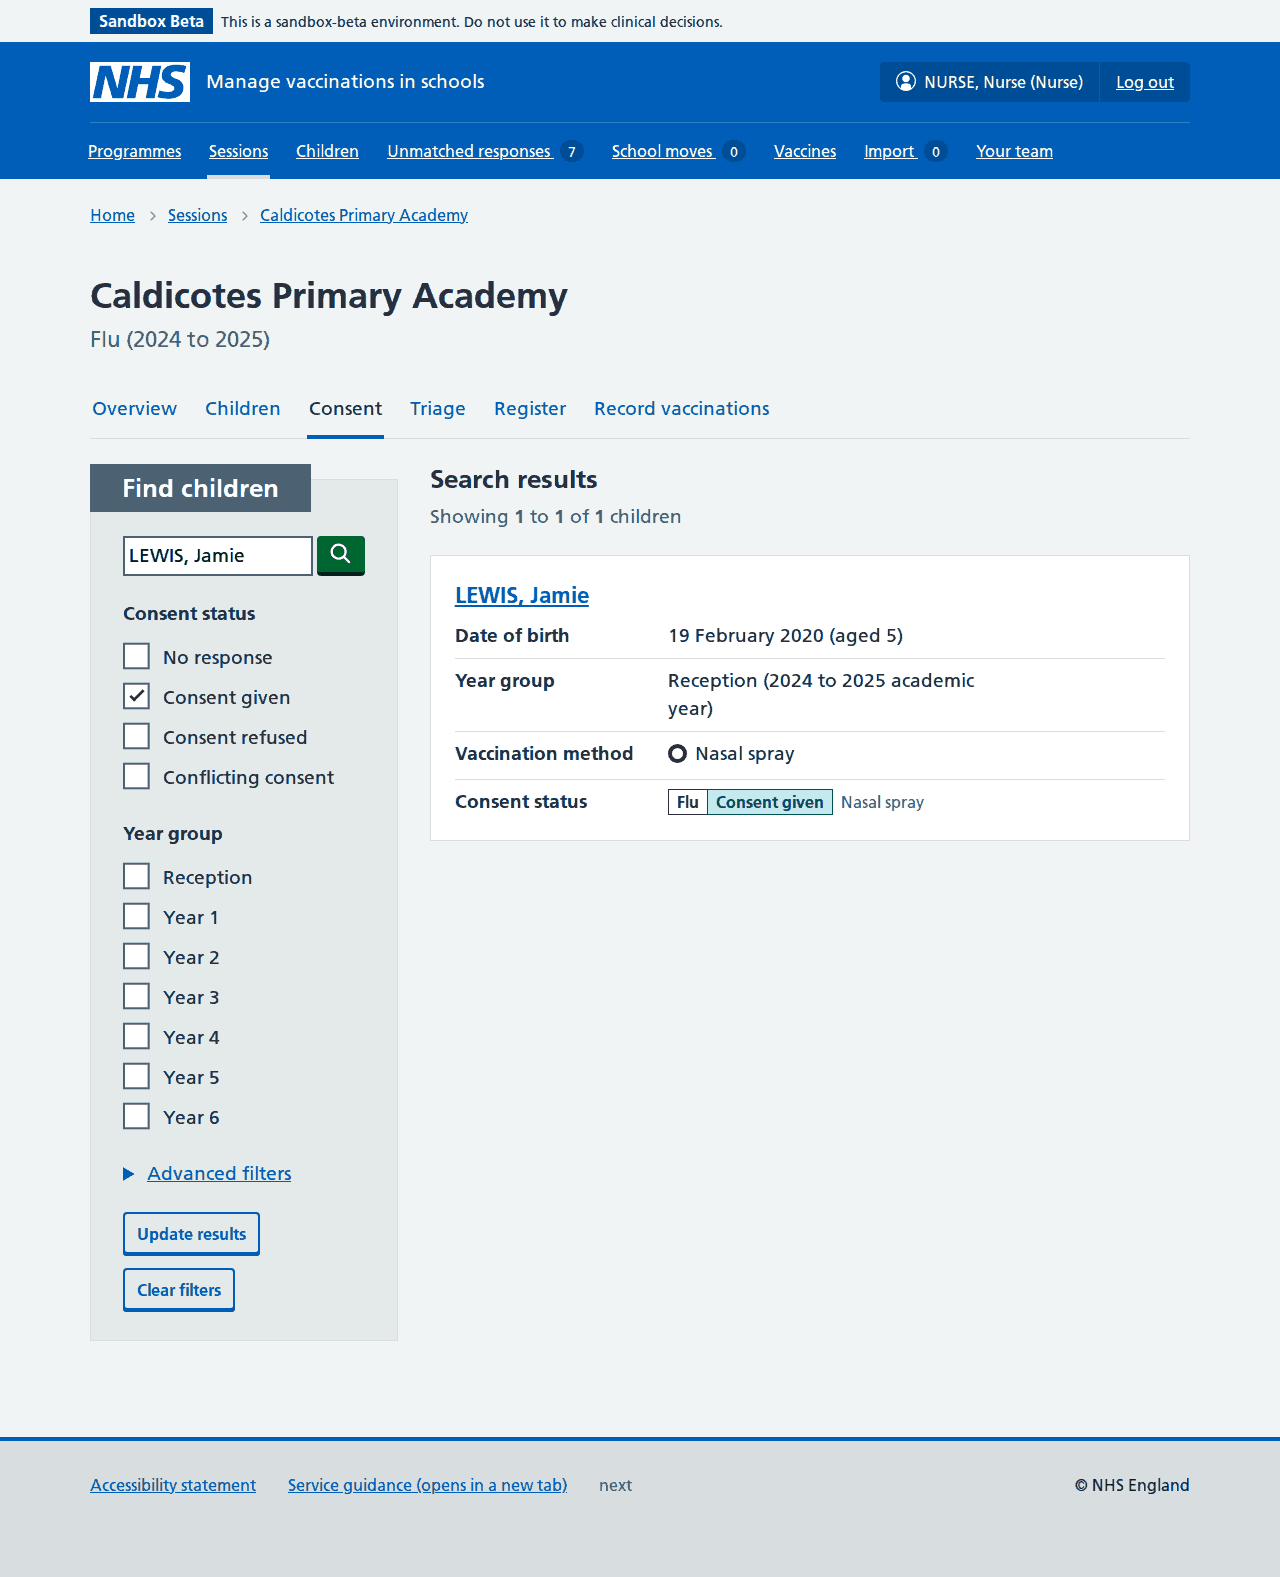 Sandbox Beta This is a sandbox-beta environment. Do not use it to make clinical decisions.
NHS Manage vaccinations in schools NURSE, Nurse (Nurse) Log out
Programmes Sessions Children Unmatched responses 7 School moves 0 Vaccines Import 0 Your team
Home Sessions Caldicotes Primary Academy
Caldicotes Primary Academy
Flu (2024 to 2025)
Overview Children Consent Triage Register Record vaccinations
Find children
LEWIS, Jamie
Consent status
No response
Consent given
Consent refused
Conflicting consent
Year group
Reception
Year 1
Year 2
Year 3
Year 4
Year 5
Year 6
Advanced filters
Update results
Clear filters
Search results
Showing 1 to 1 of 1 children
LEWIS, Jamie
Date of birth 19 February 2020 (aged 5)
Year group Reception (2024 to 2025 academic
year)
Vaccination method Nasal spray
Consent status Flu Consent given Nasal spray
Accessibility statement Service guidance (opens in a new tab) next © NHS England